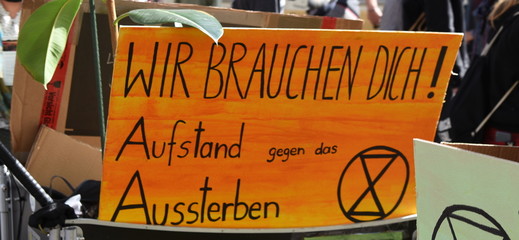 WIR BRAUCHEN DICH!
Aufstand gegen das
Aussterben